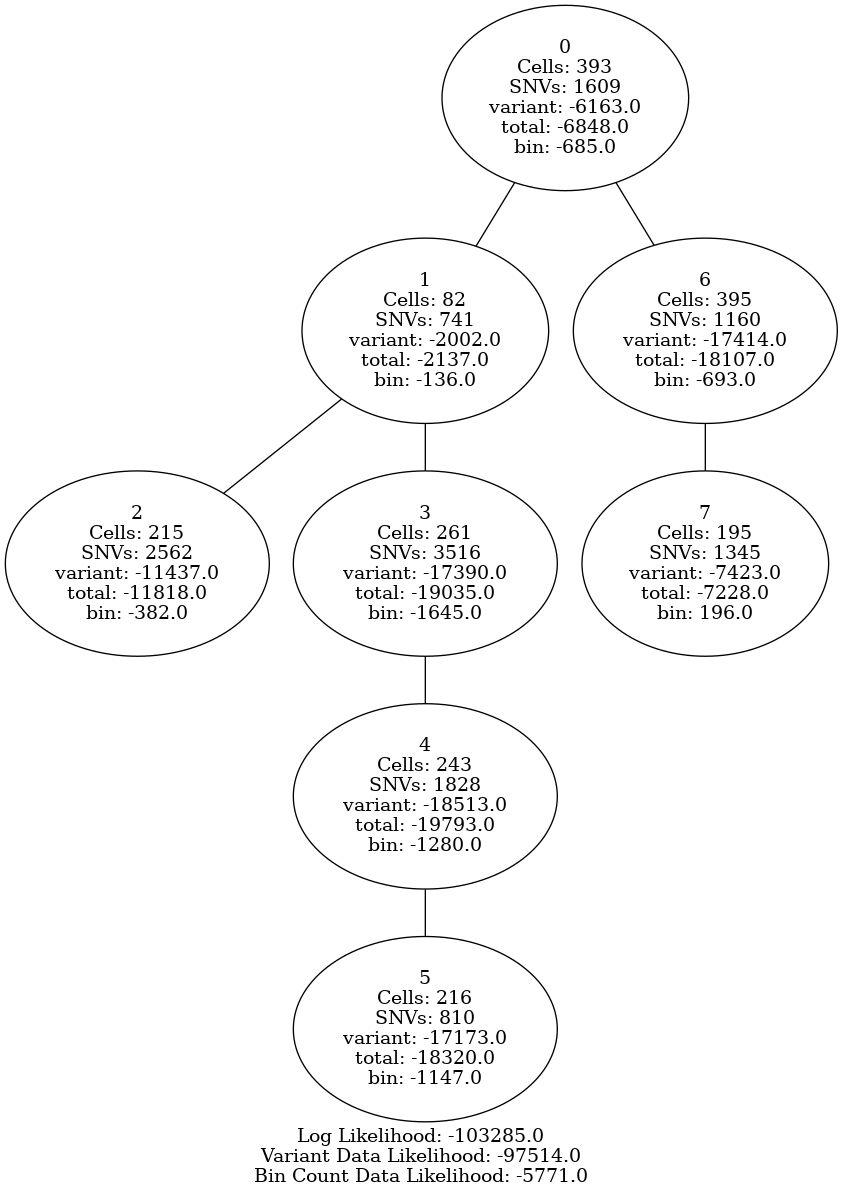 0
Cells: 393
SNVs: 1609
variant: -6163.0
total: -6848.0
bin: -685.0
1
Cells: 82
SNVs: 741
variant: -2002.0
total: -2137.0
bin: -136.0
6
Cells: 395
SNVs: 1160
variant: -17414.0
total: -18107.0
bin: -693.0
2
Cells: 215
SNVs: 2562
variant: -11437.0
total: -11818.0
bin: -382.0
3
Cells: 261
SNVs: 3516
variant: -17390.0
total: -19035.0
bin: -1645.0
7
Cells: 195
SNVs: 1345
variant: -7423.0
total: -7228.0
bin: 196.0
4
Cells: 243
SNVs: 1828
variant: -18513.0
total: -19793.0
bin: -1280.0
5
Cells: 216
SNVs: 810
variant: -17173.0
total: -18320.0
bin: -1147.0
Log Likelihood: -103285.0
Variant Data Likelihood: -97514.0
Bin Count Data Likelihood: -5771.0